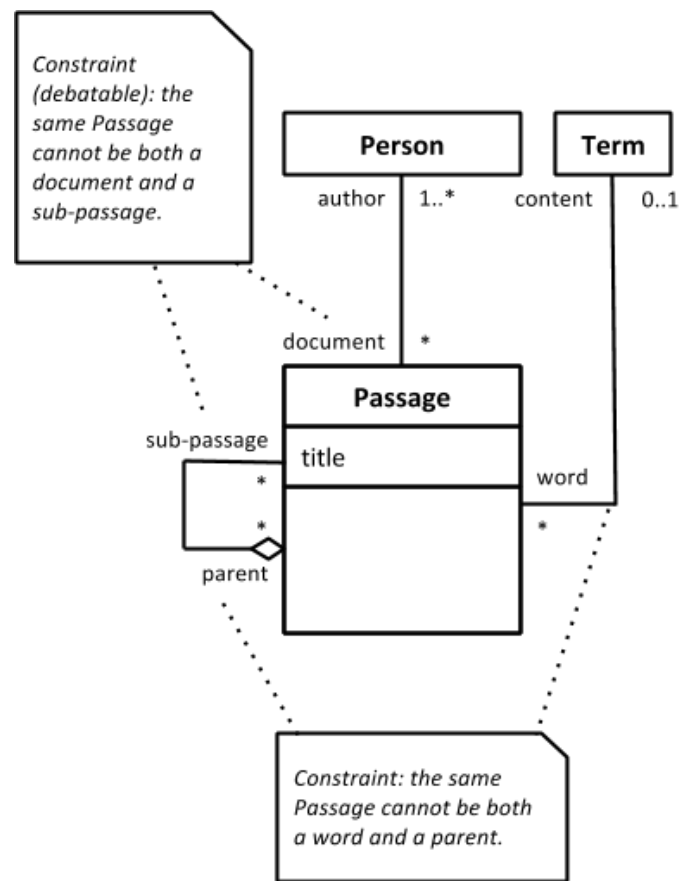 Constraint
(debatable): the
same Passage
cannot be both a
document and a
sub-passage.
Person
Term
author 1..*
content 0..1
document *
Passage
sub-passage
title
*
word
*
*
parent
Constraint: the same
Passage cannot be both
a word and a parent.